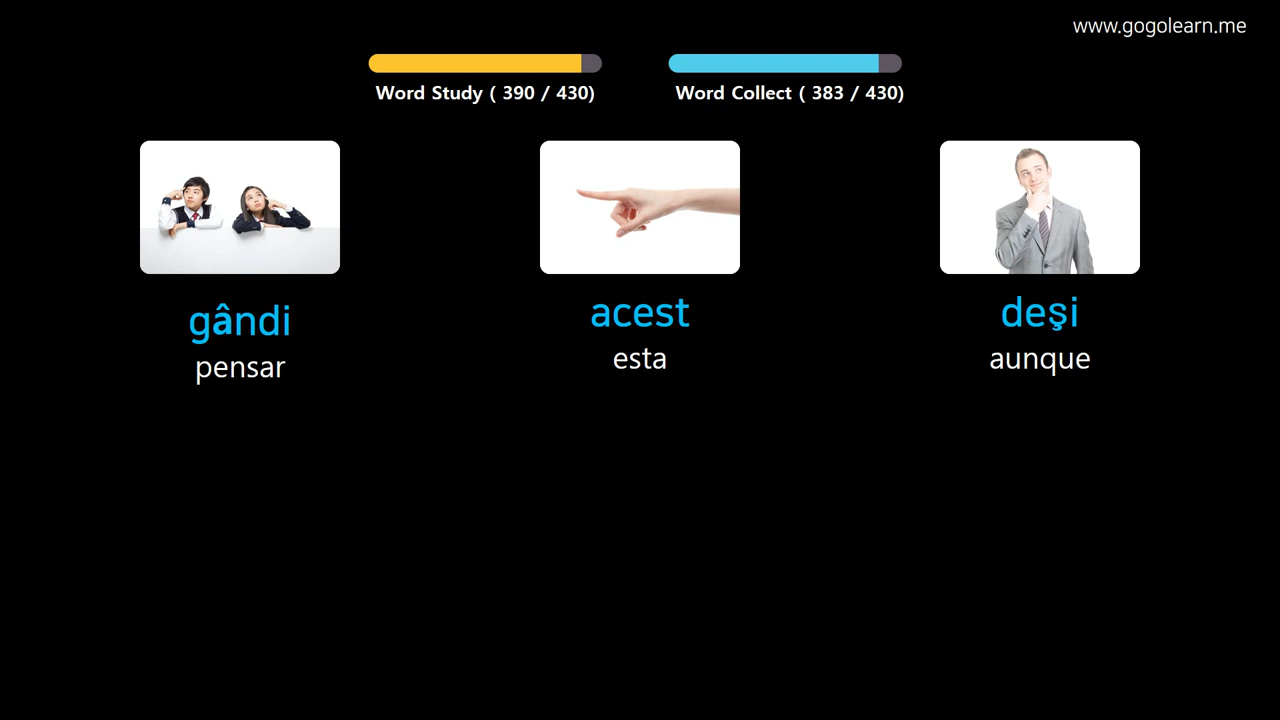 www.gogolearn.me
Word Study ( 390 / 430)
Word Collect ( 383 / 430)
gândi
acest
deşi
pensar
esta
aunque